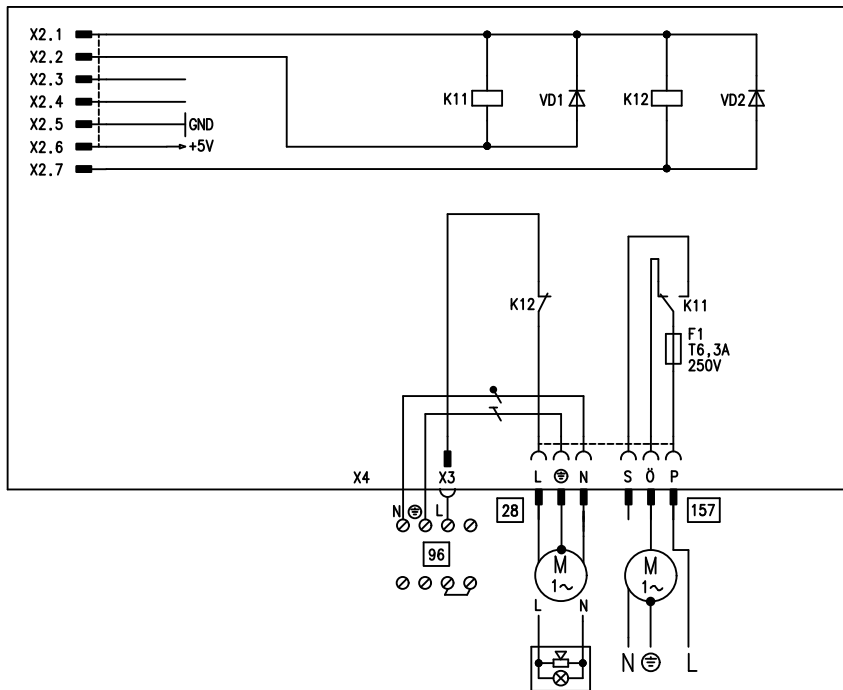 X2.1
X2.2
X2.3
X2.4
X2.5
X2.6
X2.7
GND
+5V
K11
VD1
K12
VD2
K12
K11
F1
T6,3A
250V
X4
X3
L
N
S
Ö
P
N
L
28
157
96
M
1~
M
1~
L
N
N
L